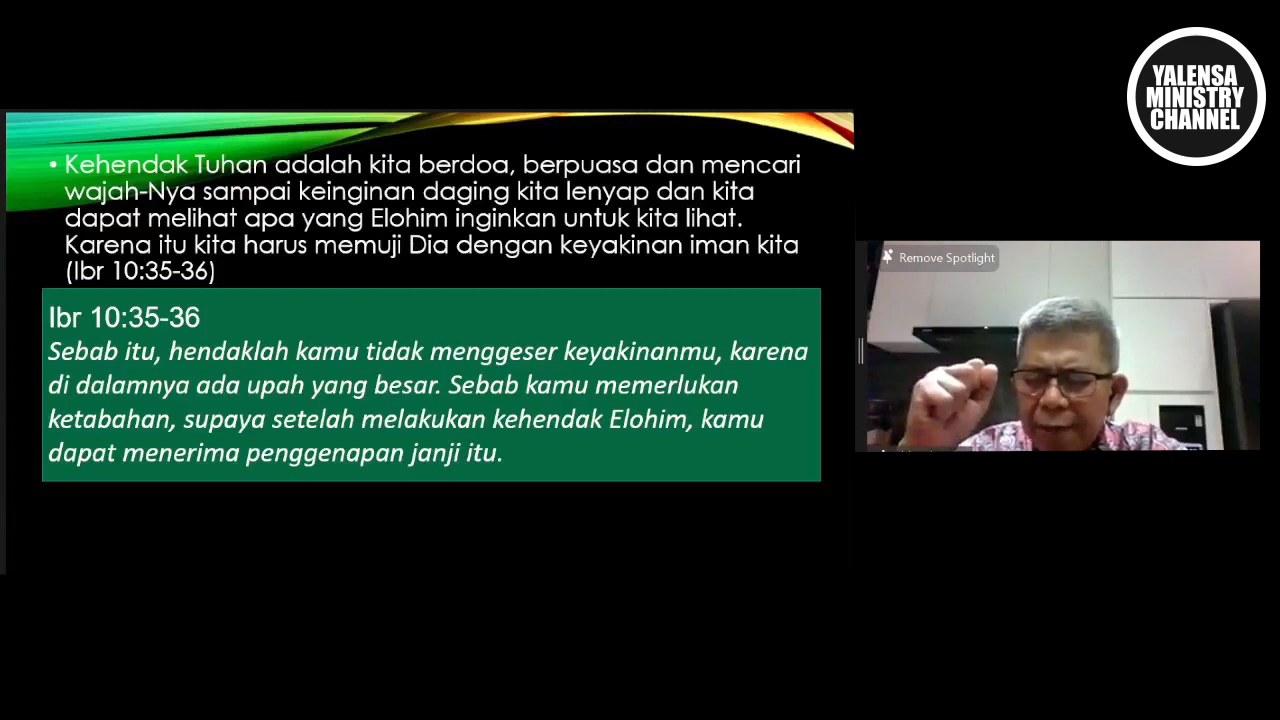 YALENSA
MINISTRY
CHANNEL
• Kehendak Tuhan adalah kita berdoa, berpuasa dan mencari
wajah-Nya sampai keinginan daging kita lenyap dan kita
dapat melihat apa yang Elohim inginkan untuk kita lihat.
Karena itu kita harus memuji Dia dengan keyakinan iman kita
(Ibr 10:35-36)
Ibr 10:35-36
Sebab itu, hendaklah kamu tidak menggeser keyakinanmu, karena
di dalamnya ada upah yang besar. Sebab kamu memerlukan
ketabahan, supaya setelah melakukan kehendak Elohim, kamu
dapat menerima penggenapan janji itu.
Remove Spotlight